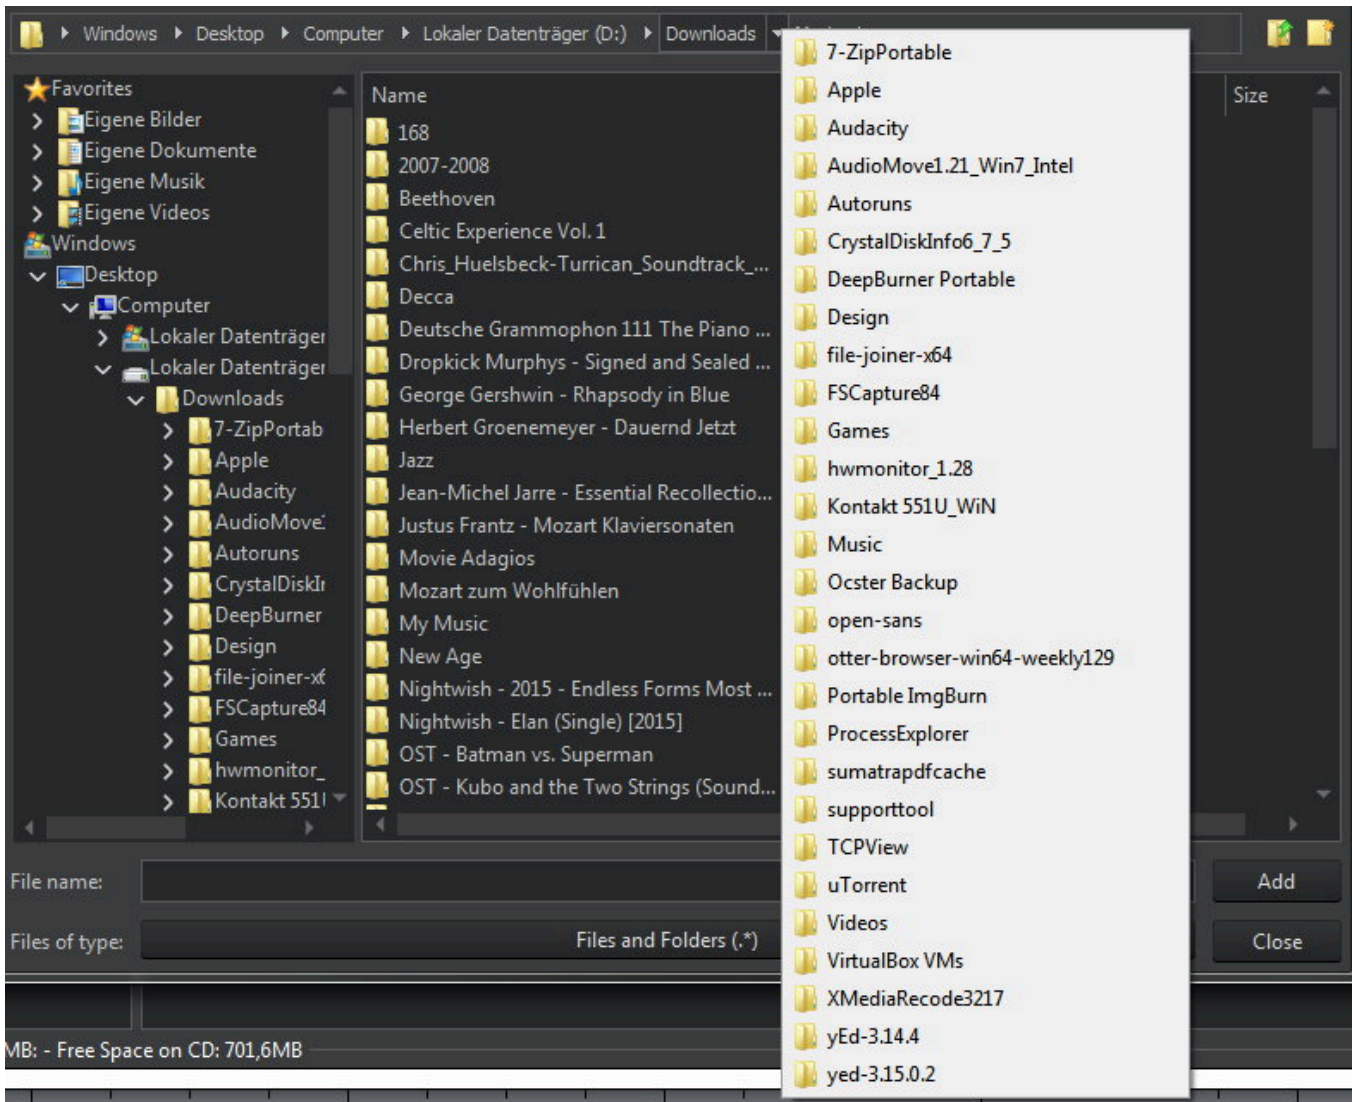 Windows Desktop Computer Lokaler Datenträger (D:) Downloads
Favorites
Eigene Bilder
Eigene Dokumente
Eigene Musik
Eigene Videos
Windows
Desktop
Computer
Lokaler Datenträger
Lokaler Datenträger
Downloads
7-ZipPortab
Apple
Audacity
AudioMove
Autoruns
CrystalDiskIr
DeepBurner
Design
file-joiner-x
FSCapture84
Games
hwmonitor_
Kontakt 551
Name
168
2007-2008
Beethoven
Celtic Experience Vol. 1
Chris_Huelsbeck-Turrican_Soundtrack_...
Decca
Deutsche Grammophon 111 The Piano ...
Dropkick Murphys - Signed and Sealed ...
George Gershwin - Rhapsody in Blue
Herbert Groenemeyer - Dauernd Jetzt
Jazz
Jean-Michel Jarre - Essential Recollectio...
Justus Frantz - Mozart Klaviersonaten
Movie Adagios
Mozart zum Wohlfühlen
My Music
New Age
Nightwish - 2015 - Endless Forms Most ...
Nightwish - Elan (Single) [2015]
OST - Batman vs. Superman
OST - Kubo and the Two Strings (Sound...
7-ZipPortable
Apple
Audacity
AudioMove1.21_Win7_Intel
Autoruns
CrystalDiskInfo6_7_5
DeepBurner Portable
Design
file-joiner-x64
FSCapture84
Games
hwmonitor_1.28
Kontakt 551U_WiN
Music
Ocster Backup
open-sans
otter-browser-win64-weekly129
Portable ImgBurn
ProcessExplorer
sumatrapdfcache
supporttool
TCPView
uTorrent
Videos
VirtualBox VMs
XMediaRecode3217
yEd-3.14.4
yed-3.15.0.2
Size
File name:
Add
Files of type:
Files and Folders (.*)
Close
MB: - Free Space on CD: 701,6MB